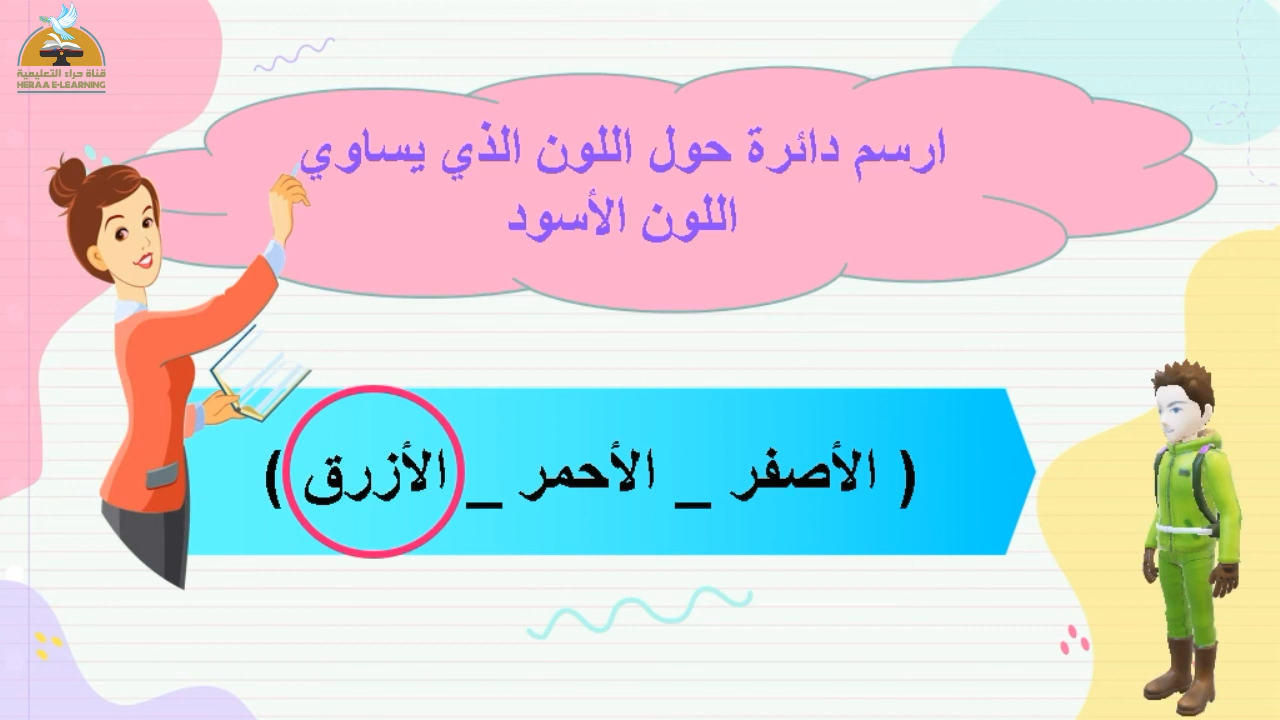 قناة حراء التعليمية
HERAA E-LEARNING
ارسم دائرة حول اللون الذي يساوي
اللون الأسود
( الأصفر _ الأحمر _ الأزرق )